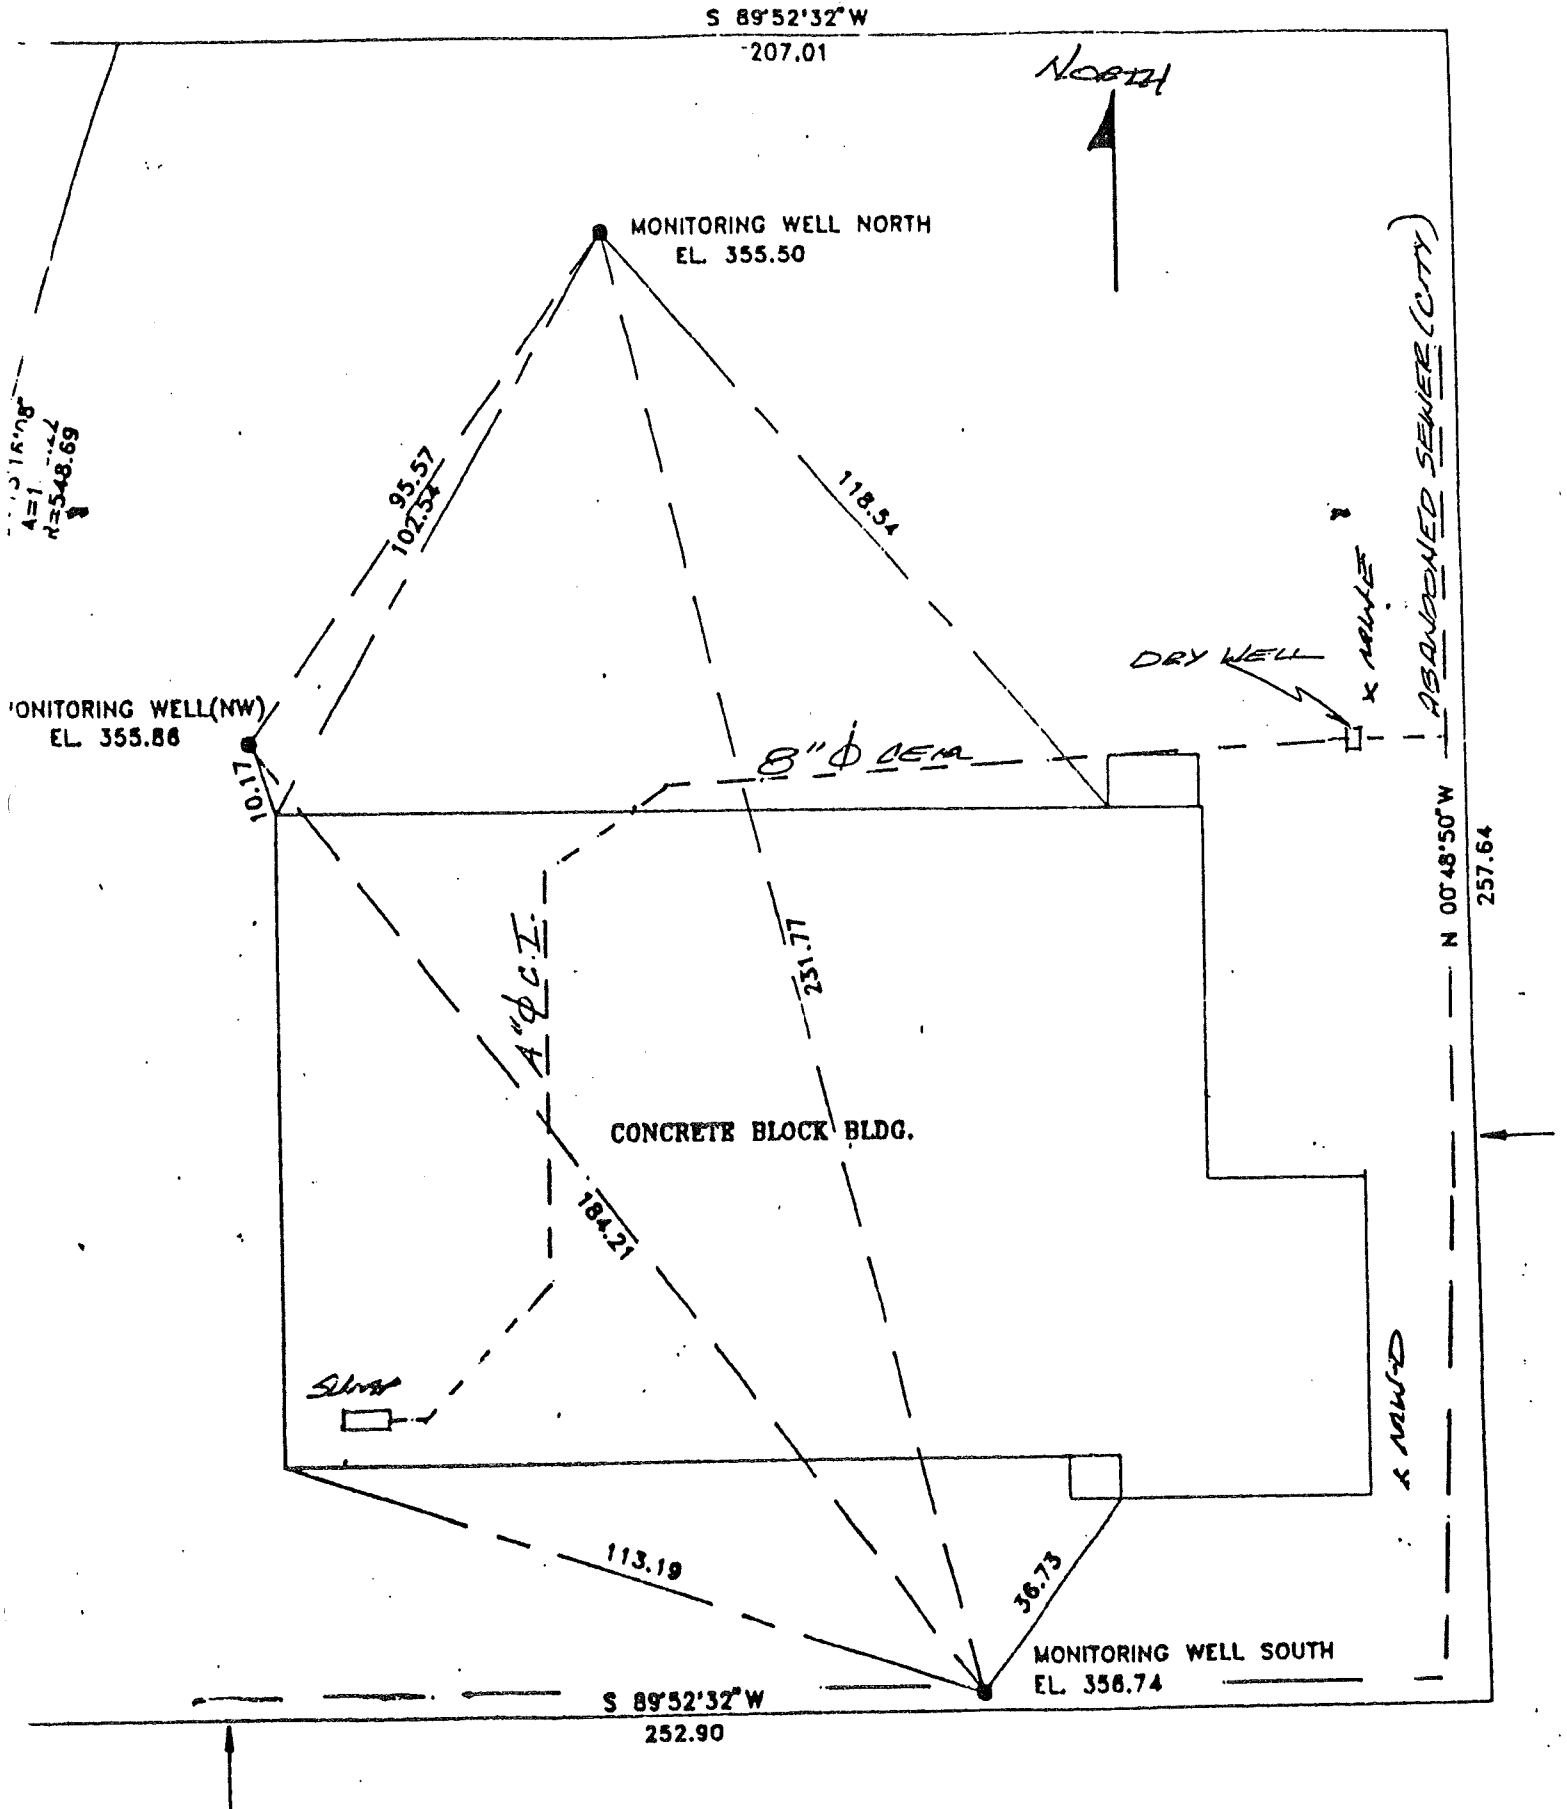 S 89°52'32"W
207.01
NORTH
MONITORING WELL NORTH
EL. 355.50
ABANDONED SEWER (CITY)
R=548.69
95.57
102.54
118.54
DRY WELL
ONITORING WELL(NW)
EL. 355.86
10.17
8" ϕ
N 00°48'50"W
257.64
4" ϕ C.I.
231.77
CONCRETE BLOCK BLDG.
184.21
SUMP
X MW-D
113.19
36.73
MONITORING WELL SOUTH
EL. 356.74
S 89°52'32"W
252.90